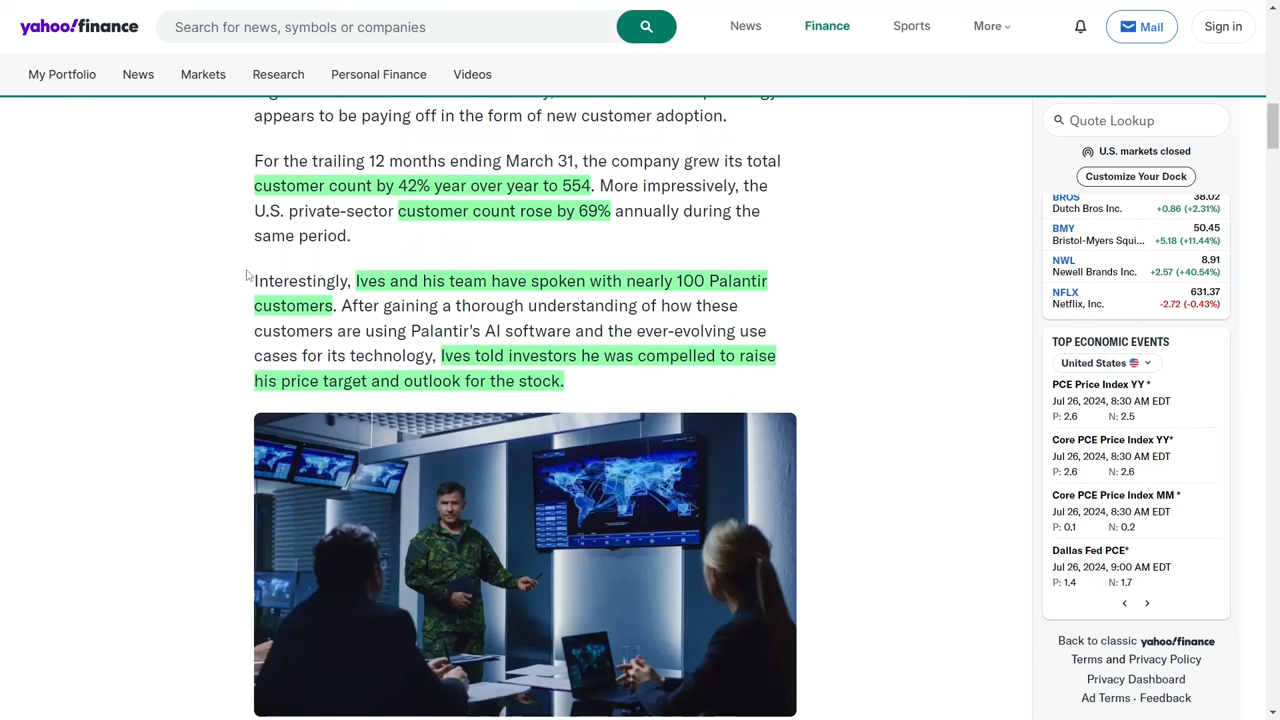 yahoo!finance
Search for news, symbols or companies
News
Finance
Sports
More
Mail
Sign in
My Portfolio
News
Markets
Research
Personal Finance
Videos
appears to be paying off in the form of new customer adoption.
For the trailing 12 months ending March 31, the company grew its total
customer count by 42% year over year to 554. More impressively, the
U.S. private-sector customer count rose by 69% annually during the
same period.
Interestingly, Ives and his team have spoken with nearly 100 Palantir
customers. After gaining a thorough understanding of how these
customers are using Palantir's AI software and the ever-evolving use
cases for its technology, Ives told investors he was compelled to raise
his price target and outlook for the stock.
Quote Lookup
U.S. markets closed
Customize Your Dock
BROS 38.02
Dutch Bros Inc. +0.86 (+2.31%)
BMY 50.45
Bristol-Myers Squi... +5.18 (+11.44%)
NWL 8.91
Newell Brands Inc. +2.57 (+40.54%)
NFLX 631.37
Netflix, Inc. -2.72 (-0.43%)
TOP ECONOMIC EVENTS
United States
PCE Price Index YY *
Jul 26, 2024, 8:30 AM EDT
P: 2.6 N: 2.5
Core PCE Price Index YY*
Jul 26, 2024, 8:30 AM EDT
P: 2.6 N: 2.6
Core PCE Price Index MM *
Jul 26, 2024, 8:30 AM EDT
P: 0.1 N: 0.2
Dallas Fed PCE*
Jul 26, 2024, 9:00 AM EDT
P: 1.4 N: 1.7
Back to classic yahoo!finance
Terms and Privacy Policy
Privacy Dashboard
Ad Terms · Feedback